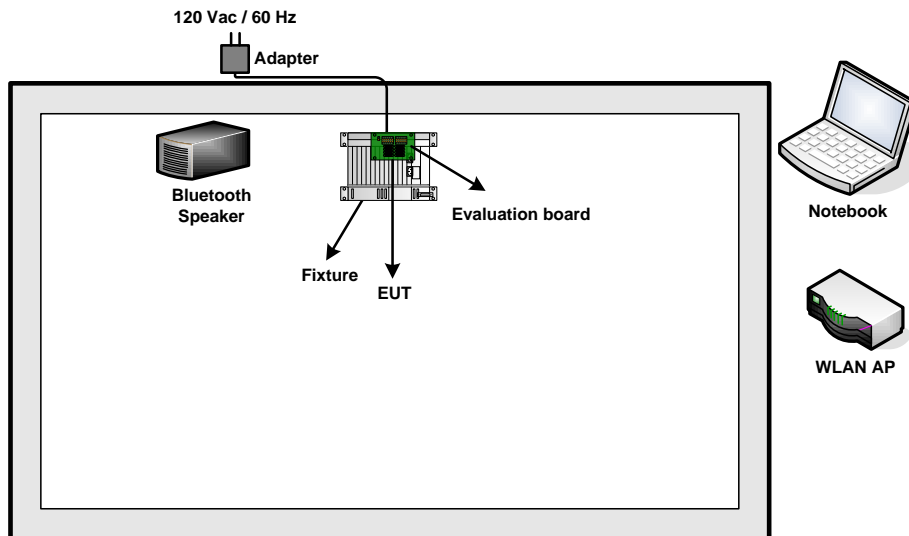 120 Vac / 60 Hz
Adapter
Bluetooth
Speaker
Evaluation board
Fixture
EUT
Notebook
WLAN AP